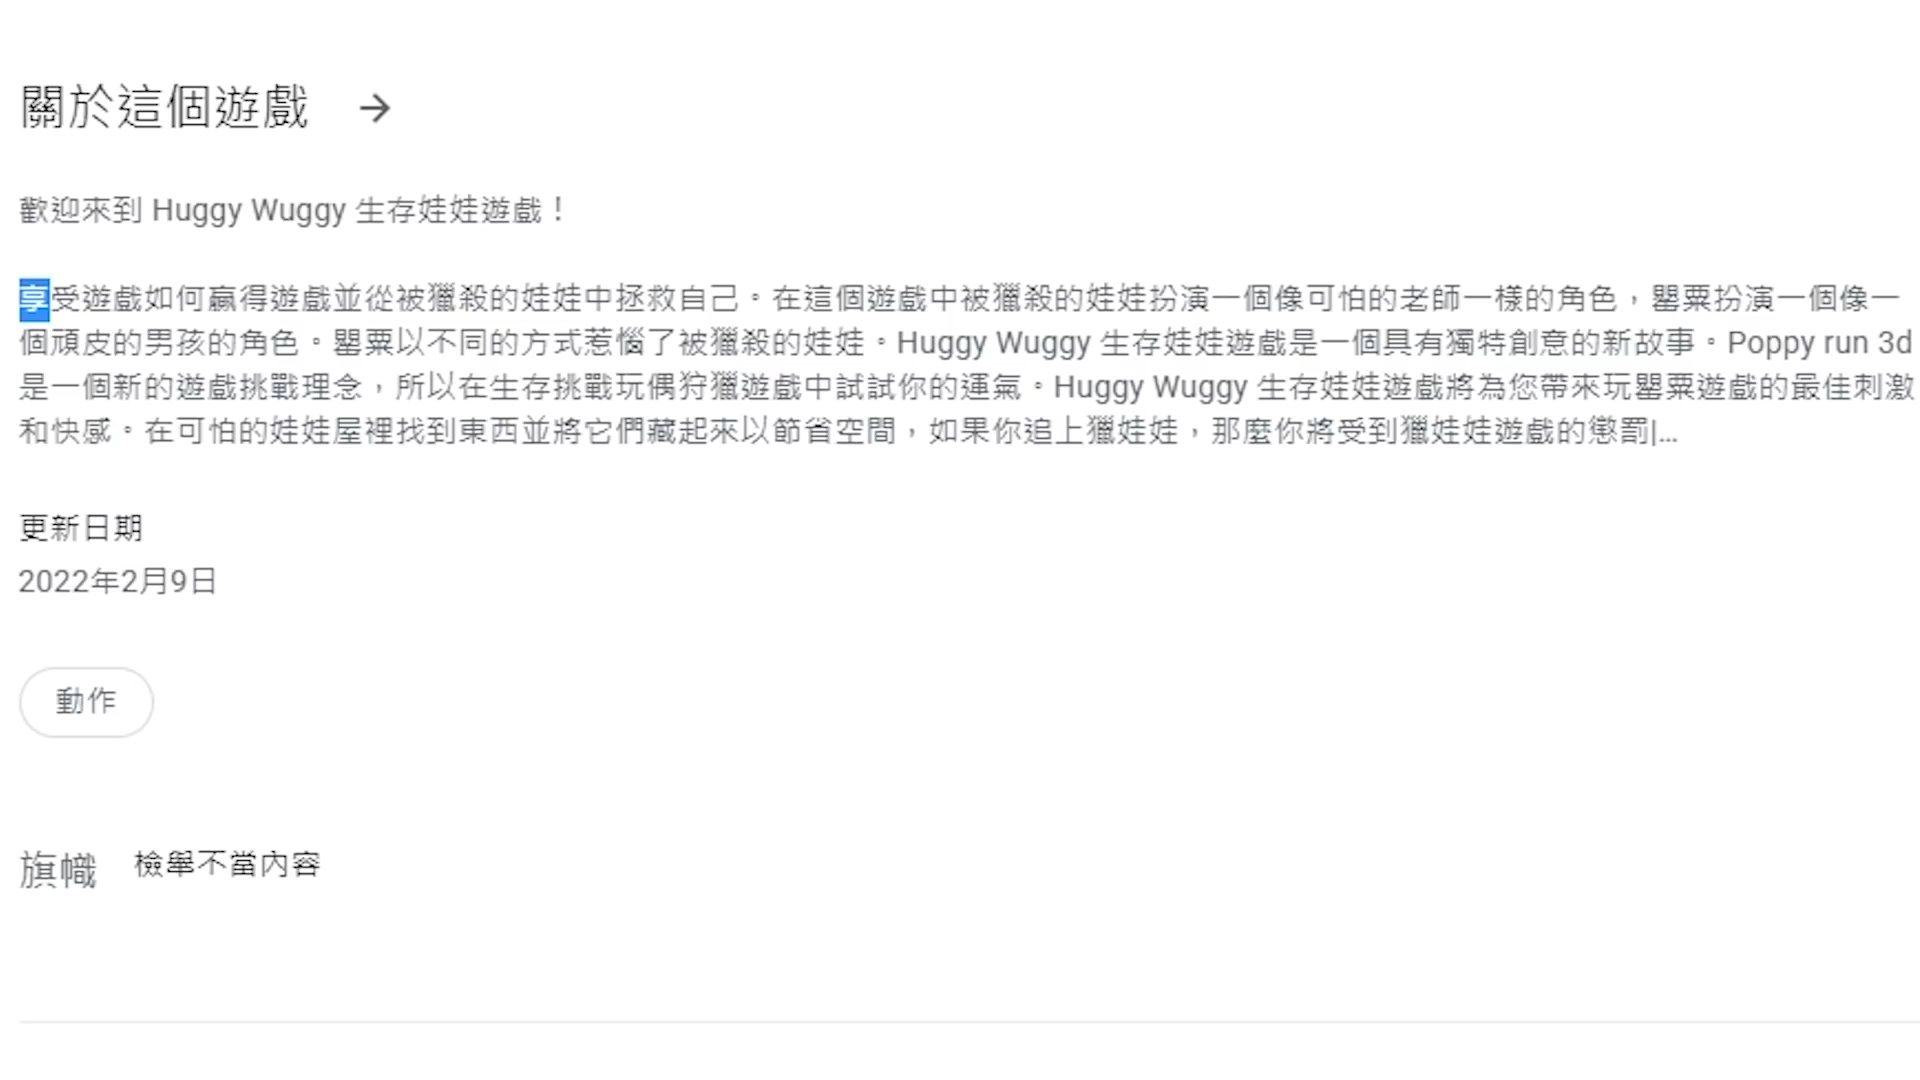 關於這個遊戲 →
歡迎來到 Huggy Wuggy 生存娃娃遊戲！
享受遊戲如何贏得遊戲並從被獵殺的娃娃中拯救自己。在這個遊戲中被獵殺的娃娃扮演一個像可怕的老師一樣的角色，罌粟扮演一個像一
個頑皮的男孩的角色。罌粟以不同的方式惹惱了被獵殺的娃娃。Huggy Wuggy 生存娃娃遊戲是一個具有獨特創意的新故事。Poppy run 3d
是一個新的遊戲挑戰理念，所以在生存挑戰玩偶狩獵遊戲中試試你的運氣。Huggy Wuggy 生存娃娃遊戲將為您帶來玩罌粟遊戲的最佳刺激
和快感。在可怕的娃娃屋裡找到東西並將它們藏起來以節省空間，如果你追上獵娃娃，那麼你將受到獵娃娃遊戲的懲罰|...
更新日期
2022年2月9日
動作
旗幟 檢舉不當內容